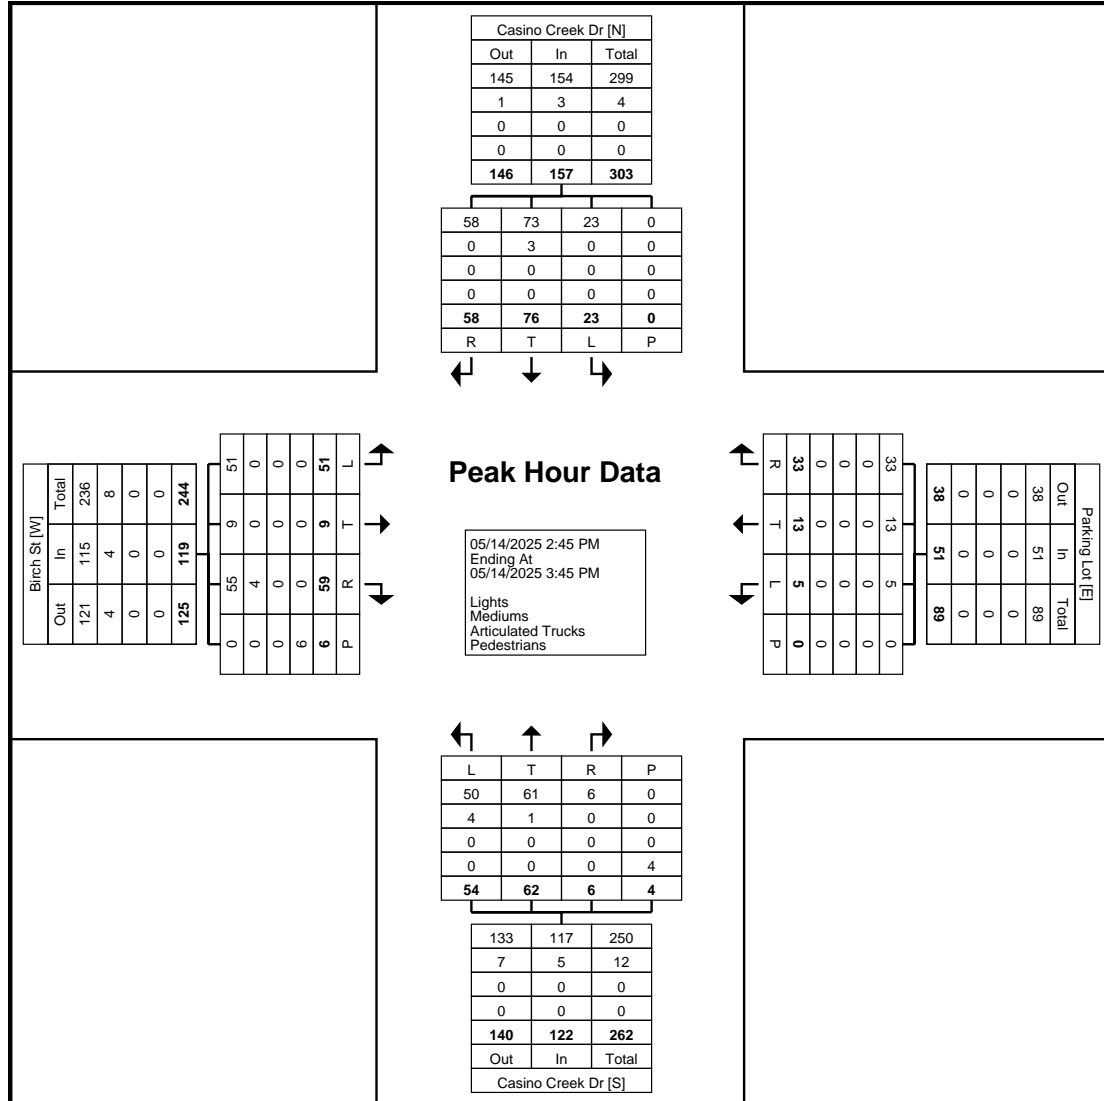 Casino Creek Dr [N]
Out In Total
145 154 299
1 3 4
0 0 0
0 0 0
146 157 303
58 73 23 0
0 3 0 0
0 0 0 0
0 0 0 0
58 76 23 0
R T L P
Birch St [W]
Total In Out
236 115 121
8 4 4
0 0 0
0 0 0
244 119 125
51 9 55 0
0 0 4 0
0 0 0 0
0 0 0 6
51 9 59 6
L T R P
Peak Hour Data
05/14/2025 2:45 PM
Ending At
05/14/2025 3:45 PM
Lights
Mediums
Articulated Trucks
Pedestrians
R T L P
33 13 5 0
0 0 0 0
0 0 0 0
0 0 0 0
33 13 5 0
38 51 89
0 0 0
0 0 0
0 0 0
38 51 89
Out In Total
Parking Lot [E]
L T R P
50 61 6 0
4 1 0 0
0 0 0 0
0 0 0 4
54 62 6 4
133 117 250
7 5 12
0 0 0
0 0 0
140 122 262
Out In Total
Casino Creek Dr [S]